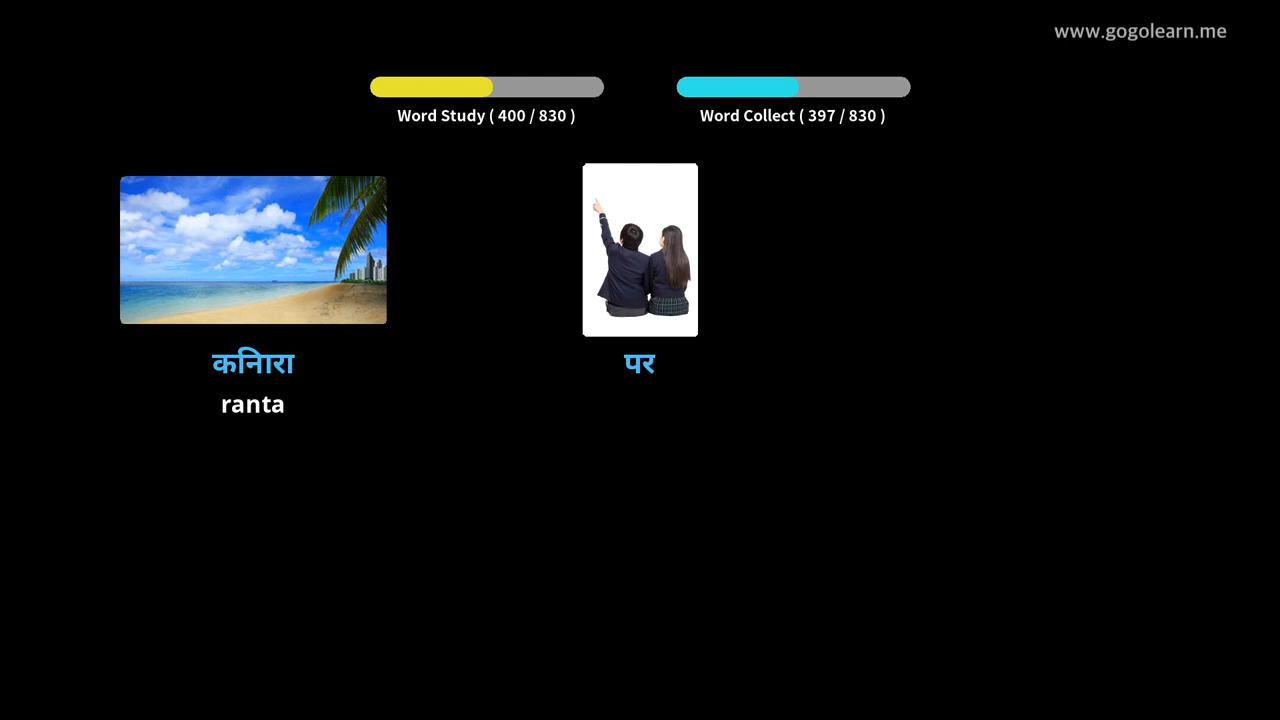 www.gogolearn.me
Word Study ( 400 / 830 )
Word Collect ( 397 / 830 )
किनारा
ranta
पर